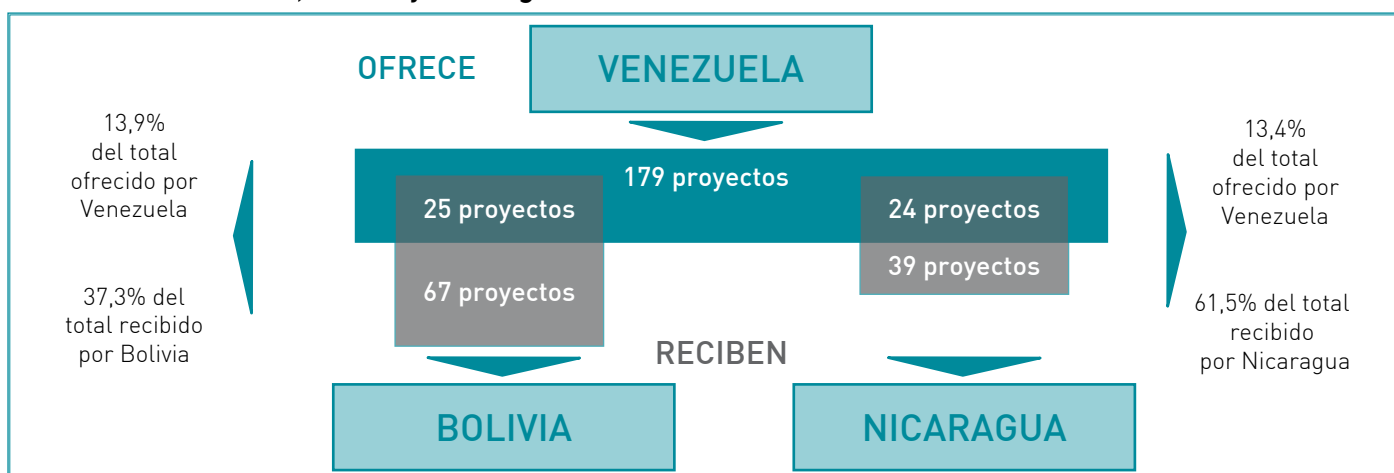 OFRECE
VENEZUELA
13,9%
del total
ofrecido por
Venezuela
37,3% del
total recibido
por Bolivia
179 proyectos
25 proyectos
67 proyectos
24 proyectos
39 proyectos
13,4%
del total
ofrecido por
Venezuela
61,5% del total
recibido
por Nicaragua
RECIBEN
BOLIVIA
NICARAGUA